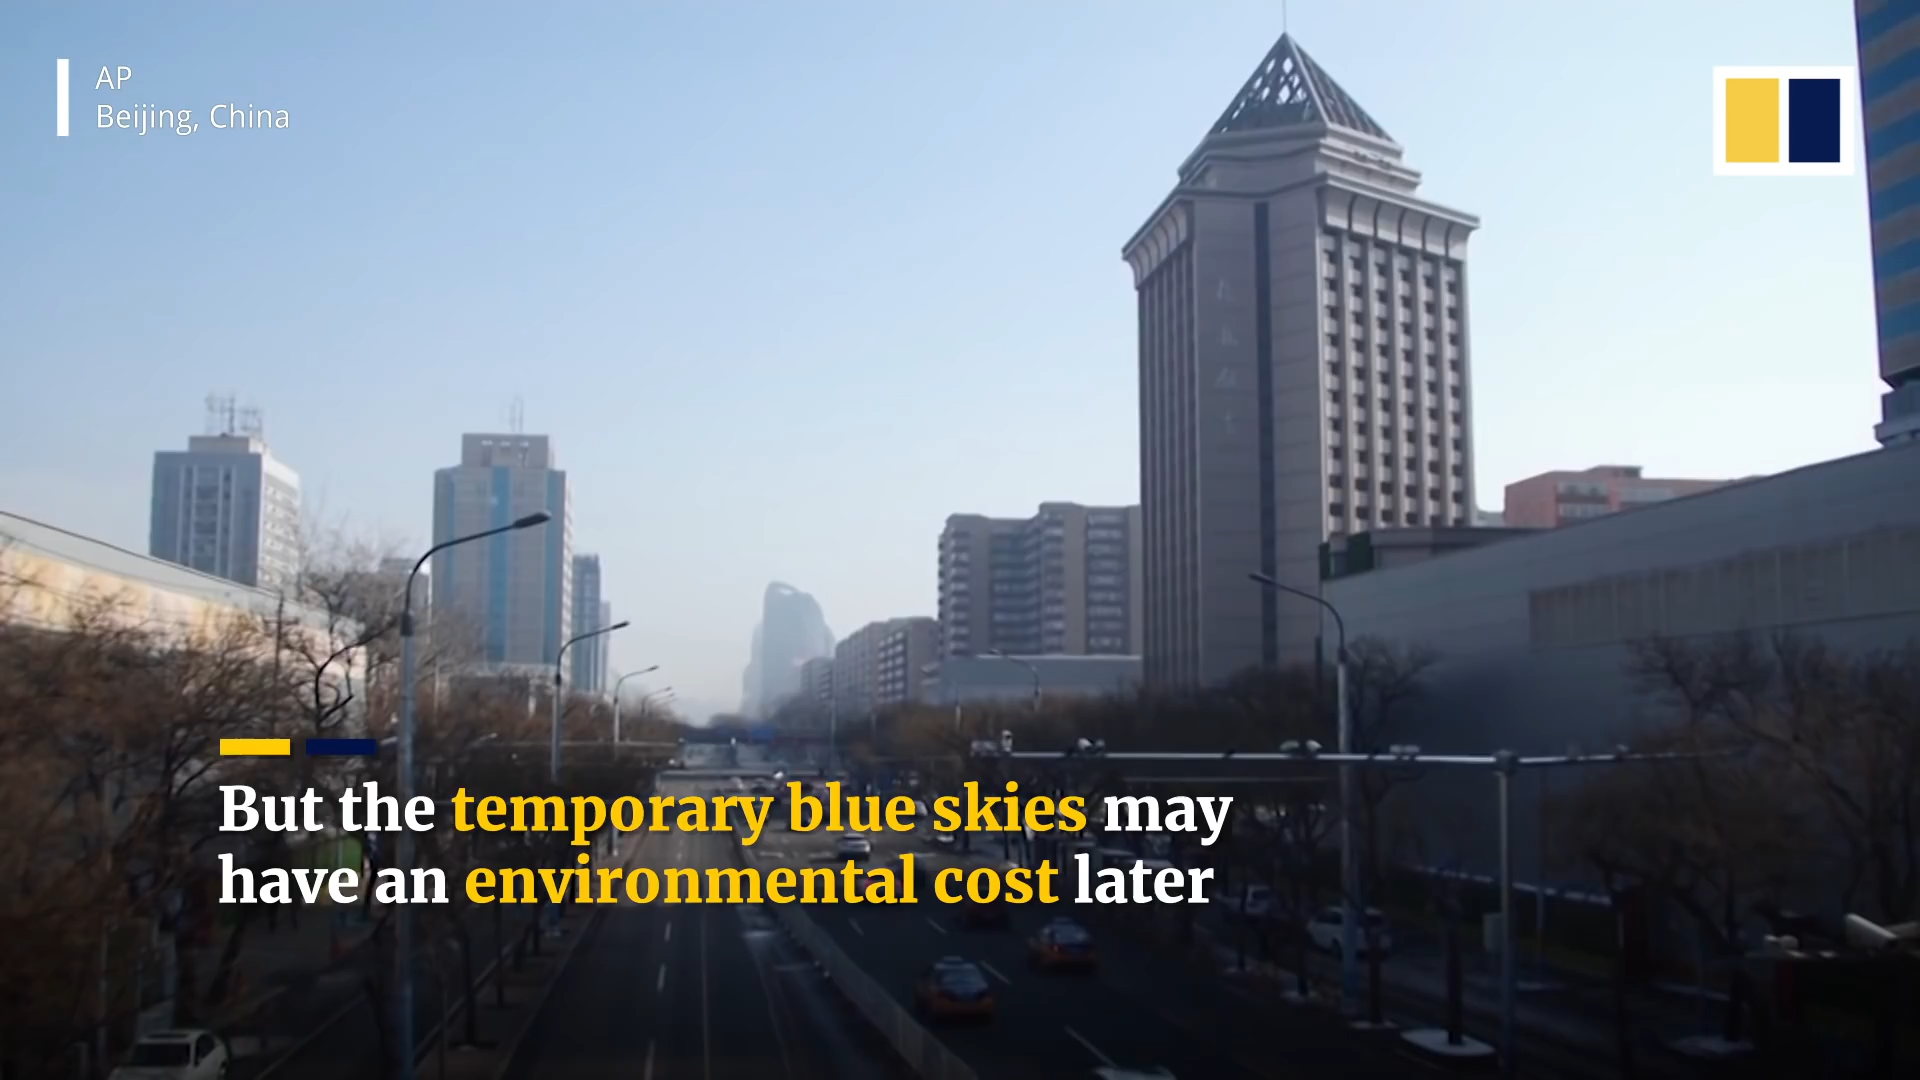 AP
Beijing, China
But the temporary blue skies may
have an environmental cost later